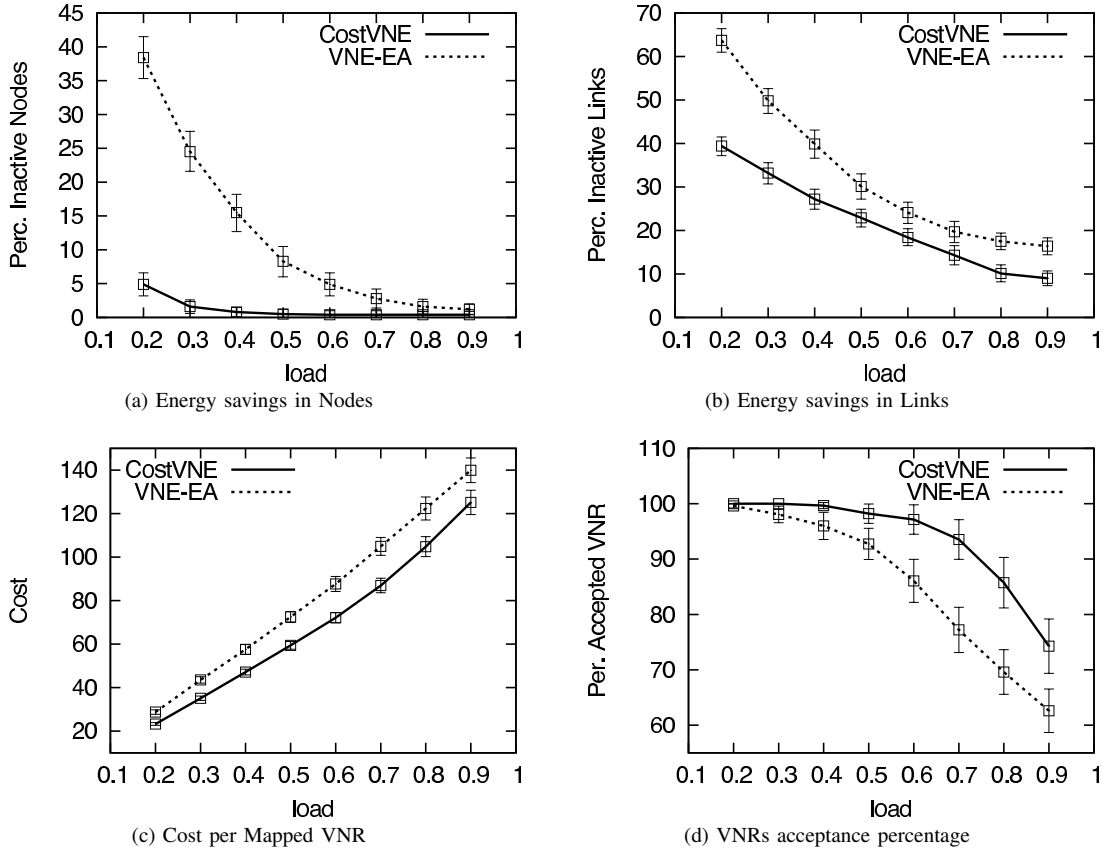 45
40
35
30
25
20
15
10
5
0
Perc. Inactive Nodes
CostVNE
VNE-EA
0.1 0.2 0.3 0.4 0.5 0.6 0.7 0.8 0.9 1
load
(a) Energy savings in Nodes
70
60
50
40
30
20
10
0
Perc. Inactive Links
CostVNE
VNE-EA
0.1 0.2 0.3 0.4 0.5 0.6 0.7 0.8 0.9 1
load
(b) Energy savings in Links
140
120
100
80
60
40
20
Cost
CostVNE
VNE-EA
0.1 0.2 0.3 0.4 0.5 0.6 0.7 0.8 0.9 1
load
(c) Cost per Mapped VNR
110
100
90
80
70
60
Per. Accepted VNR
CostVNE
VNE-EA
0.1 0.2 0.3 0.4 0.5 0.6 0.7 0.8 0.9 1
load
(d) VNRs acceptance percentage